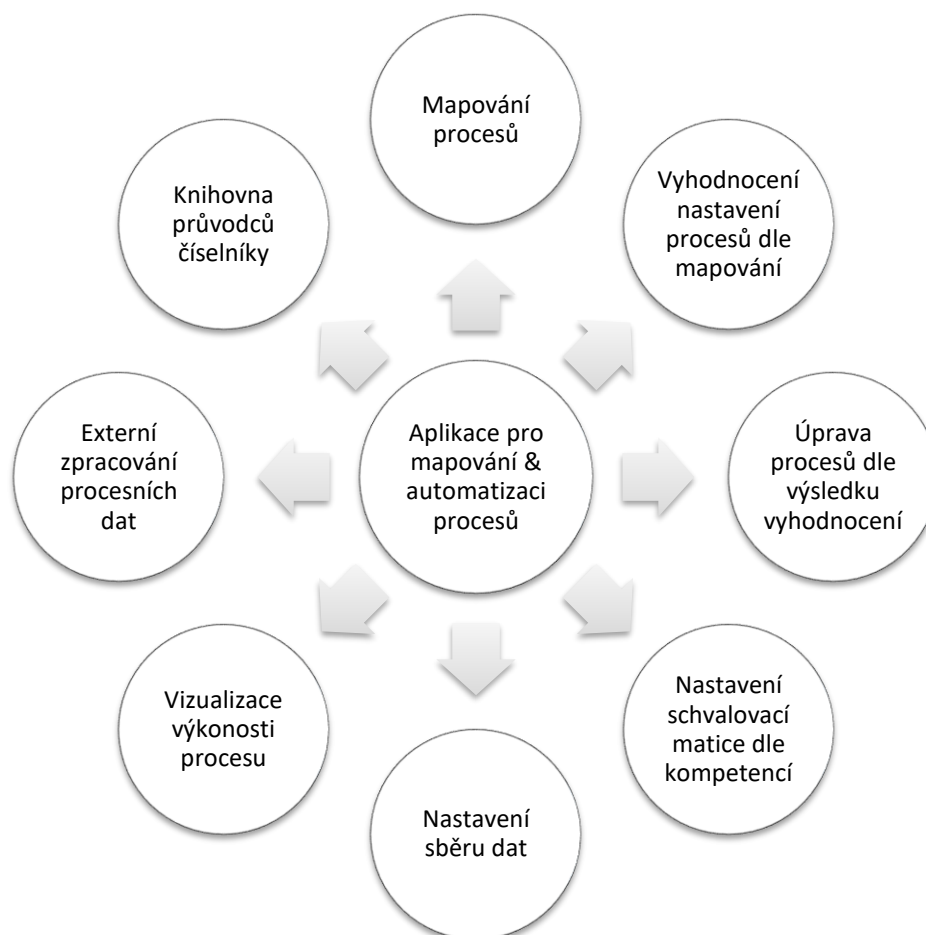 Mapování
procesů
Vyhodnocení
nastavení
procesů dle
mapování
Úprava
procesů dle
výsledku
vyhodnocení
Nastavení
schvalovací
matice dle
kompetencí
Nastavení
sběru dat
Vizualizace
výkonosti
procesu
Externí
zpracování
procesních
dat
Knihovna
průvodců
číselníky
Aplikace pro
mapování &
automatizaci
procesů